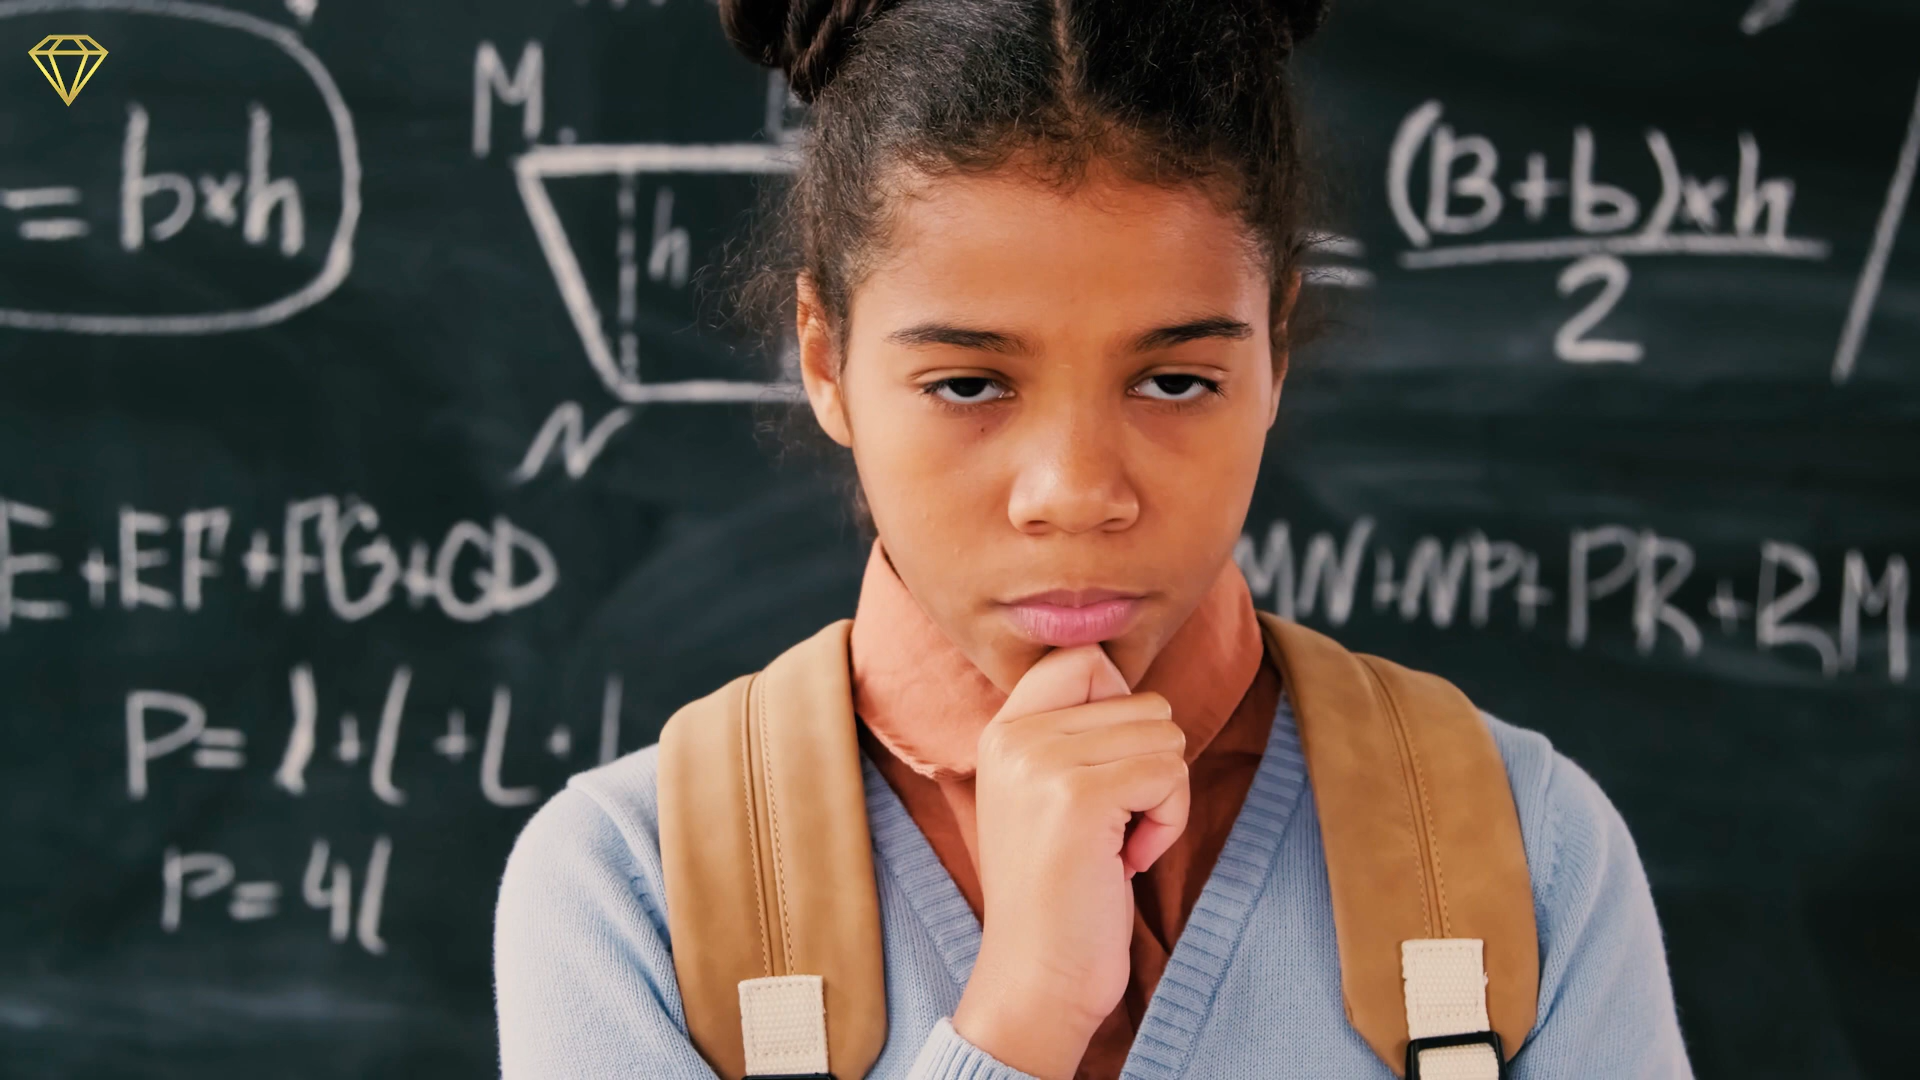 M
= b×h
h
(B+b)×h
2
N
E+EF+FG+GD
MN+NP+PR+RM
P= l+l+l+l
P=4l